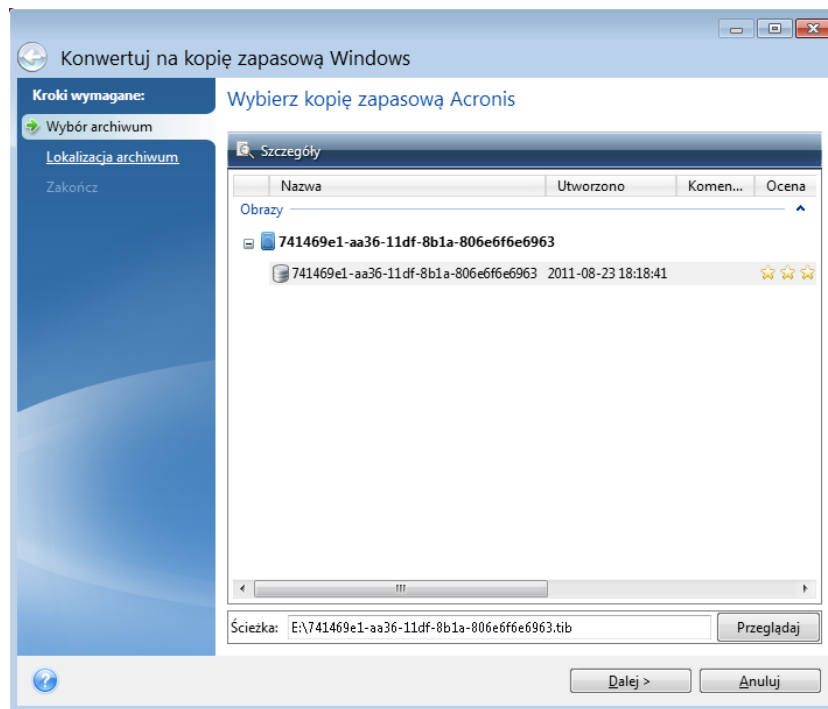 Konwertuj na kopię zapasową Windows
Kroki wymagane:
Wybór archiwum
Lokalizacja archiwum
Zakończ
Wybierz kopię zapasową Acronis
Szczegóły
Nazwa Utworzono Komen... Ocena
Obrazy
741469e1-aa36-11df-8b1a-806e6f6e6963
741469e1-aa36-11df-8b1a-806e6f6e6963 2011-08-23 18:18:41
Ścieżka: E:\741469e1-aa36-11df-8b1a-806e6f6e6963.tib Przeglądaj
Dalej > Anuluj